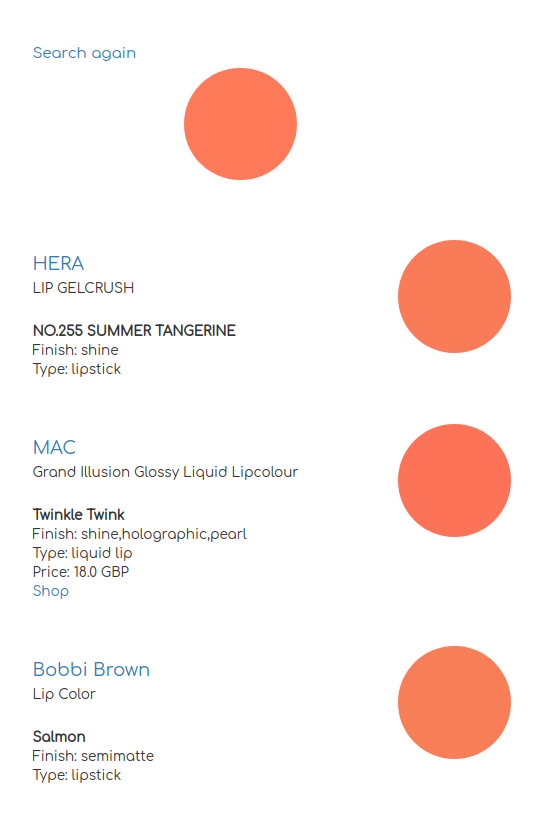 Search again
HERA
LIP GELCRUSH
NO.255 SUMMER TANGERINE
Finish: shine
Type: lipstick
MAC
Grand Illusion Glossy Liquid Lipcolour
Twinkle Twink
Finish: shine,holographic,pearl
Type: liquid lip
Price: 18.0 GBP
Shop
Bobbi Brown
Lip Color
Salmon
Finish: semimatte
Type: lipstick